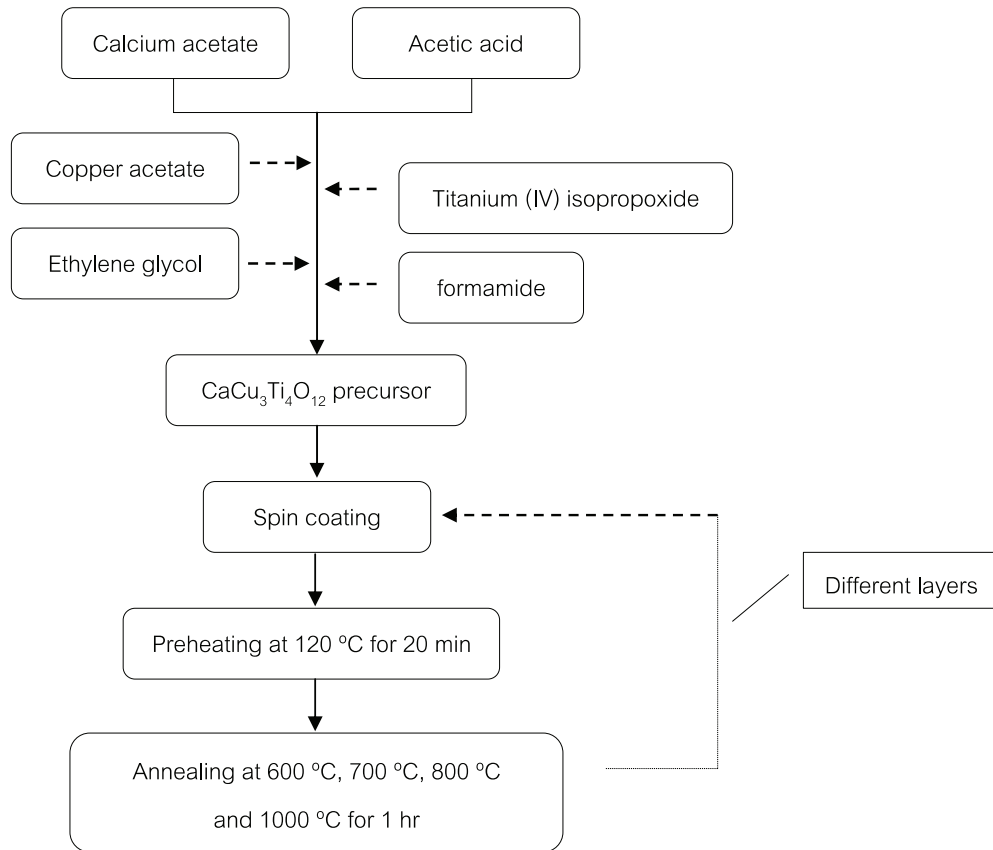 Calcium acetate
Acetic acid
Copper acetate
Titanium (IV) isopropoxide
Ethylene glycol
formamide
CaCu₃Ti₄O₁₂ precursor
Spin coating
Different layers
Preheating at 120 ºC for 20 min
Annealing at 600 ºC, 700 ºC, 800 ºC
and 1000 ºC for 1 hr